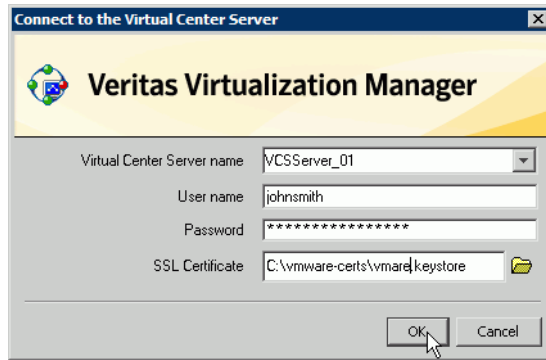 Connect to the Virtual Center Server
Veritas Virtualization Manager
Virtual Center Server name VCSServer_01
User name johnsmith
Password ****************
SSL Certificate C:\vmware-certs\vmare.keystore
OK Cancel